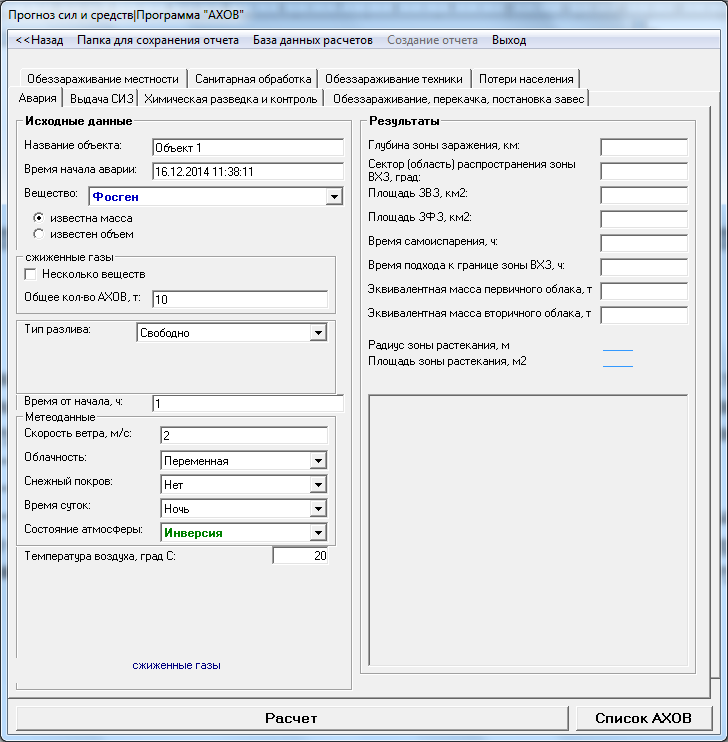 Прогноз сил и средств|Программа "АХОВ"
<<Назад Папка для сохранения отчета База данных расчетов Создание отчета Выход
Обеззараживание местности Санитарная обработка Обеззараживание техники Потери населения
Авария Выдача СИЗ Химическая разведка и контроль Обеззараживание, перекачка, постановка завес
Исходные данные
Название объекта: Объект 1
Время начала аварии: 16.12.2014 11:38:11
Вещество: Фосген
известна масса
известен объем
сжиженные газы
Несколько веществ
Общее кол-во АХОВ, т: 10
Тип разлива: Свободно
Время от начала, ч: 1
Метеоданные
Скорость ветра, м/с: 2
Облачность: Переменная
Снежный покров: Нет
Время суток: Ночь
Состояние атмосферы: Инверсия
Температура воздуха, град С: 20
сжиженные газы
Результаты
Глубина зоны заражения, км:
Сектор (область) распространения зоны
ВХЗ, град:
Площадь ЗВЗ, км2:
Площадь ЗФЗ, км2:
Время самоиспарения, ч:
Время подхода к границе зоны ВХЗ, ч:
Эквивалентная масса первичного облака, т
Эквивалентная масса вторичного облака, т
Радиус зоны растекания, м
Площадь зоны растекания, м2
Расчет Список АХОВ